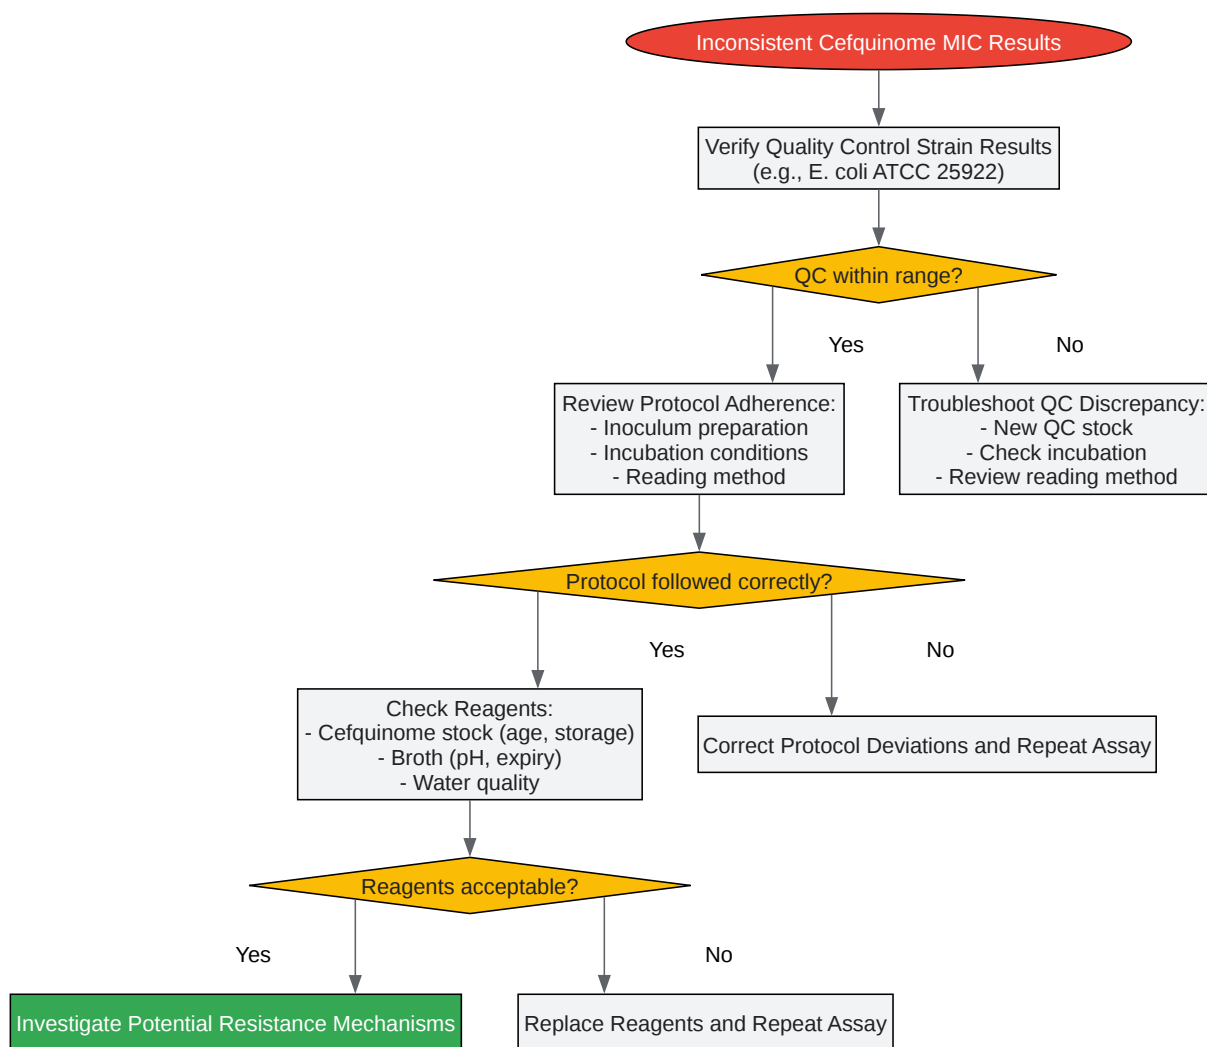 Inconsistent Cefquinome MIC Results
Verify Quality Control Strain Results
(e.g., E. coli ATCC 25922)
QC within range?
Yes
No
Review Protocol Adherence:
- Inoculum preparation
- Incubation conditions
- Reading method
Troubleshoot QC Discrepancy:
- New QC stock
- Check incubation
- Review reading method
Protocol followed correctly?
Yes
No
Check Reagents:
- Cefquinome stock (age, storage)
- Broth (pH, expiry)
- Water quality
Correct Protocol Deviations and Repeat Assay
Reagents acceptable?
Yes
No
Investigate Potential Resistance Mechanisms
Replace Reagents and Repeat Assay